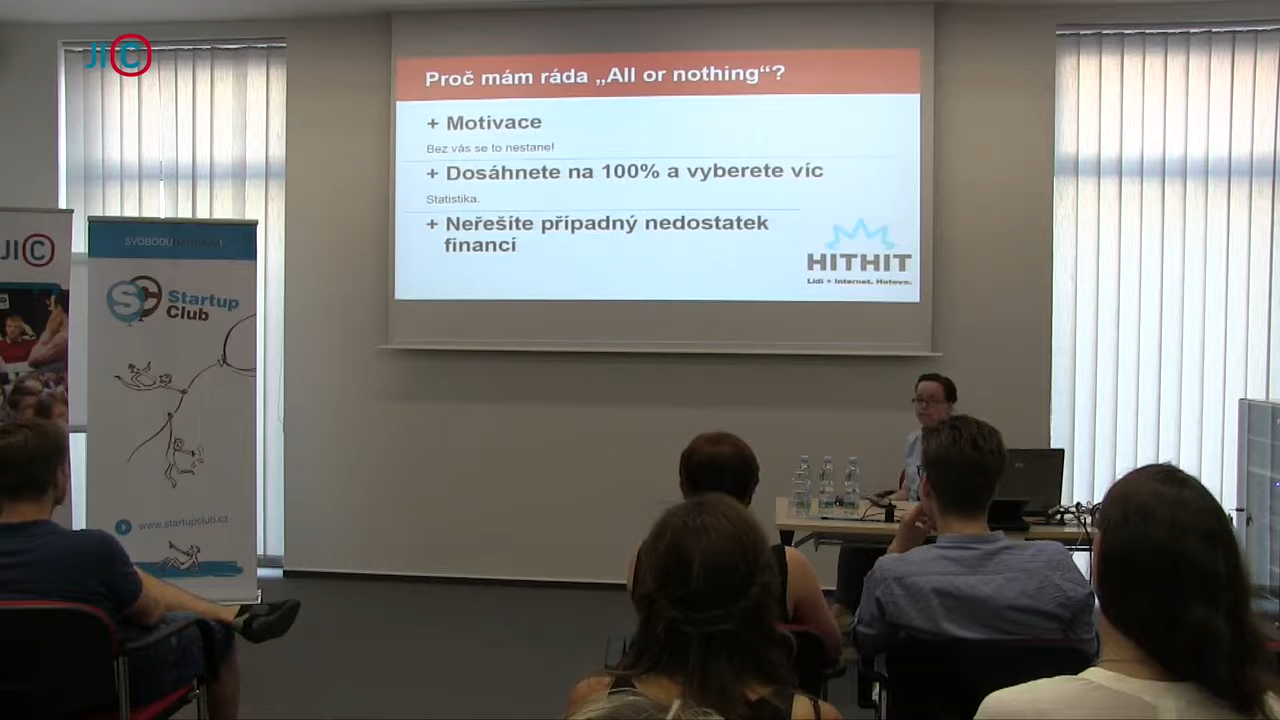 JIC
Proč mám ráda „All or nothing“?
+ Motivace
Bez vás se to nestane!
+ Dosáhnete na 100% a vyberete víc
Statistika.
+ Neřešíte případný nedostatek
financí
HITHIT
Lidi + Internet. Hotovo.
JIC
SC Startup
Club
www.startupclub.cz